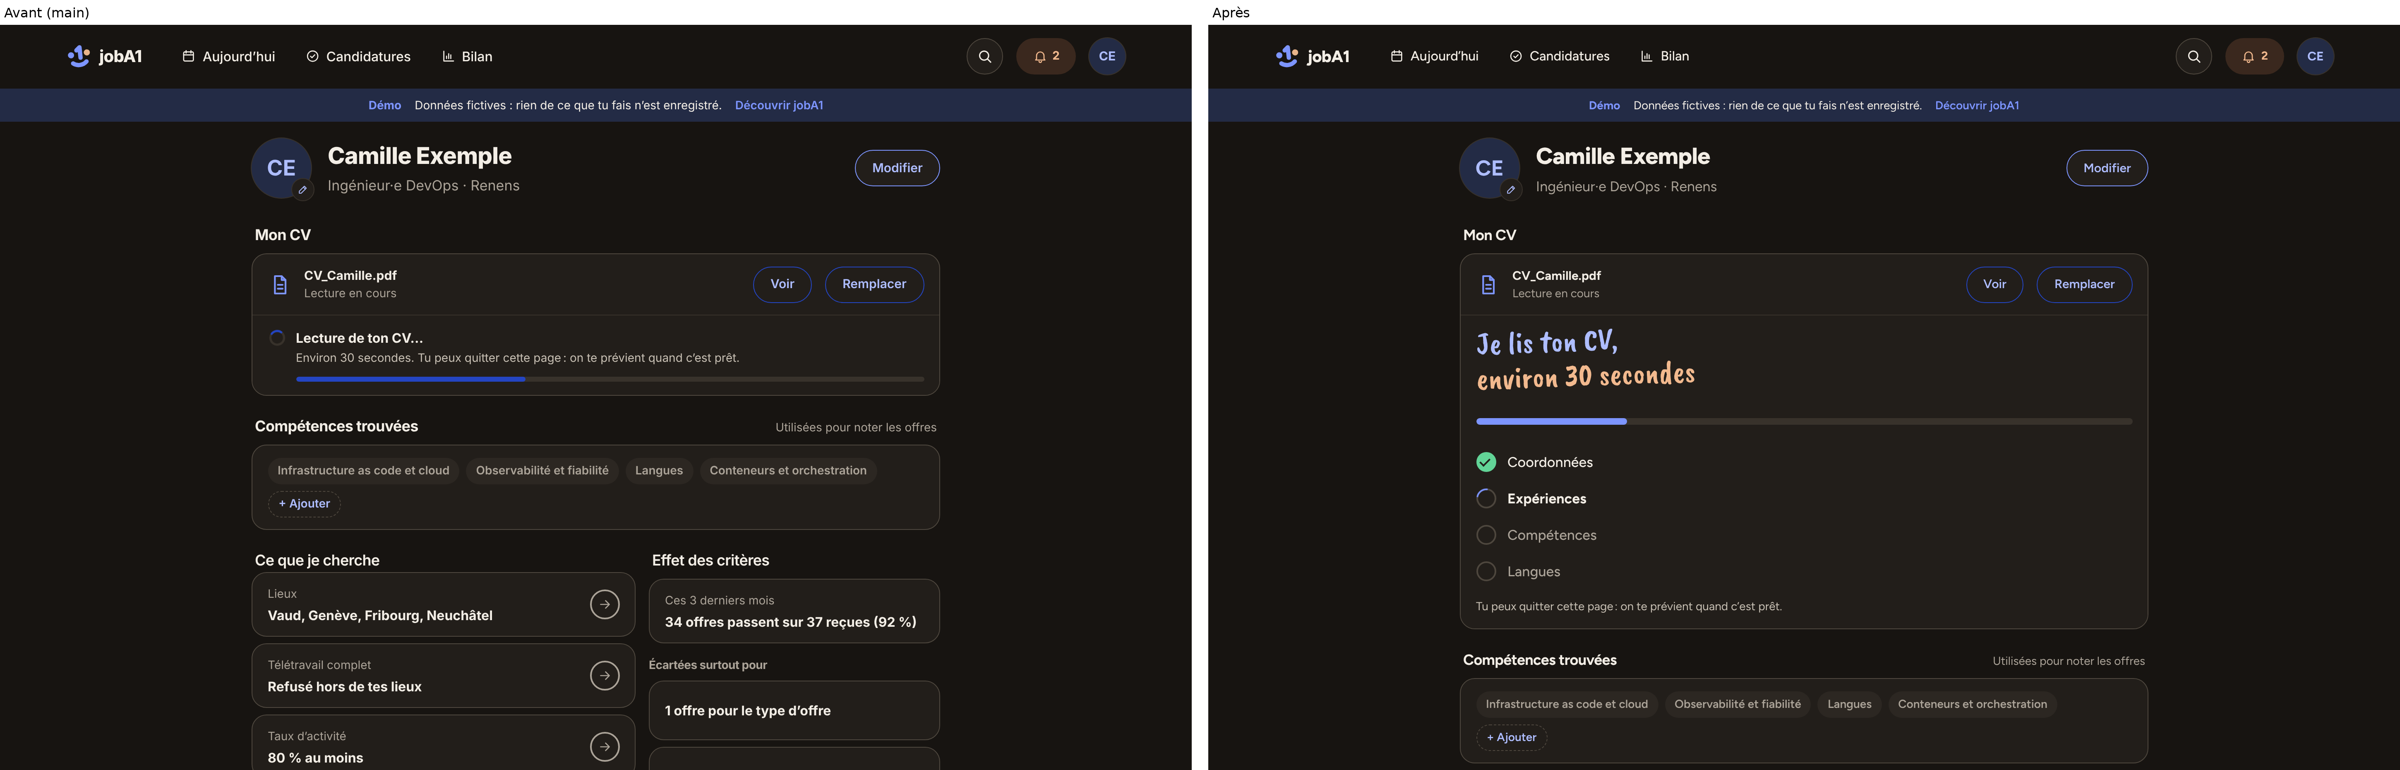 Avant (main)
jobA1
Aujourd’hui
Candidatures
Bilan
2
CE
Démo Données fictives : rien de ce que tu fais n’est enregistré. Découvrir jobA1
CE
Camille Exemple
Ingénieur·e DevOps · Renens
Modifier
Mon CV
CV_Camille.pdf
Lecture en cours
Voir
Remplacer
Lecture de ton CV…
Environ 30 secondes. Tu peux quitter cette page : on te prévient quand c’est prêt.
Compétences trouvées
Utilisées pour noter les offres
Infrastructure as code et cloud
Observabilité et fiabilité
Langues
Conteneurs et orchestration
+ Ajouter
Ce que je cherche
Lieux
Vaud, Genève, Fribourg, Neuchâtel
Télétravail complet
Refusé hors de tes lieux
Taux d’activité
80 % au moins
Effet des critères
Ces 3 derniers mois
34 offres passent sur 37 reçues (92 %)
Écartées surtout pour
1 offre pour le type d’offre
Après
jobA1
Aujourd’hui
Candidatures
Bilan
2
CE
Démo Données fictives : rien de ce que tu fais n’est enregistré. Découvrir jobA1
CE
Camille Exemple
Ingénieur·e DevOps · Renens
Modifier
Mon CV
CV_Camille.pdf
Lecture en cours
Voir
Remplacer
Je lis ton CV,
environ 30 secondes
Coordonnées
Expériences
Compétences
Langues
Tu peux quitter cette page : on te prévient quand c’est prêt.
Compétences trouvées
Utilisées pour noter les offres
Infrastructure as code et cloud
Observabilité et fiabilité
Langues
Conteneurs et orchestration
+ Ajouter